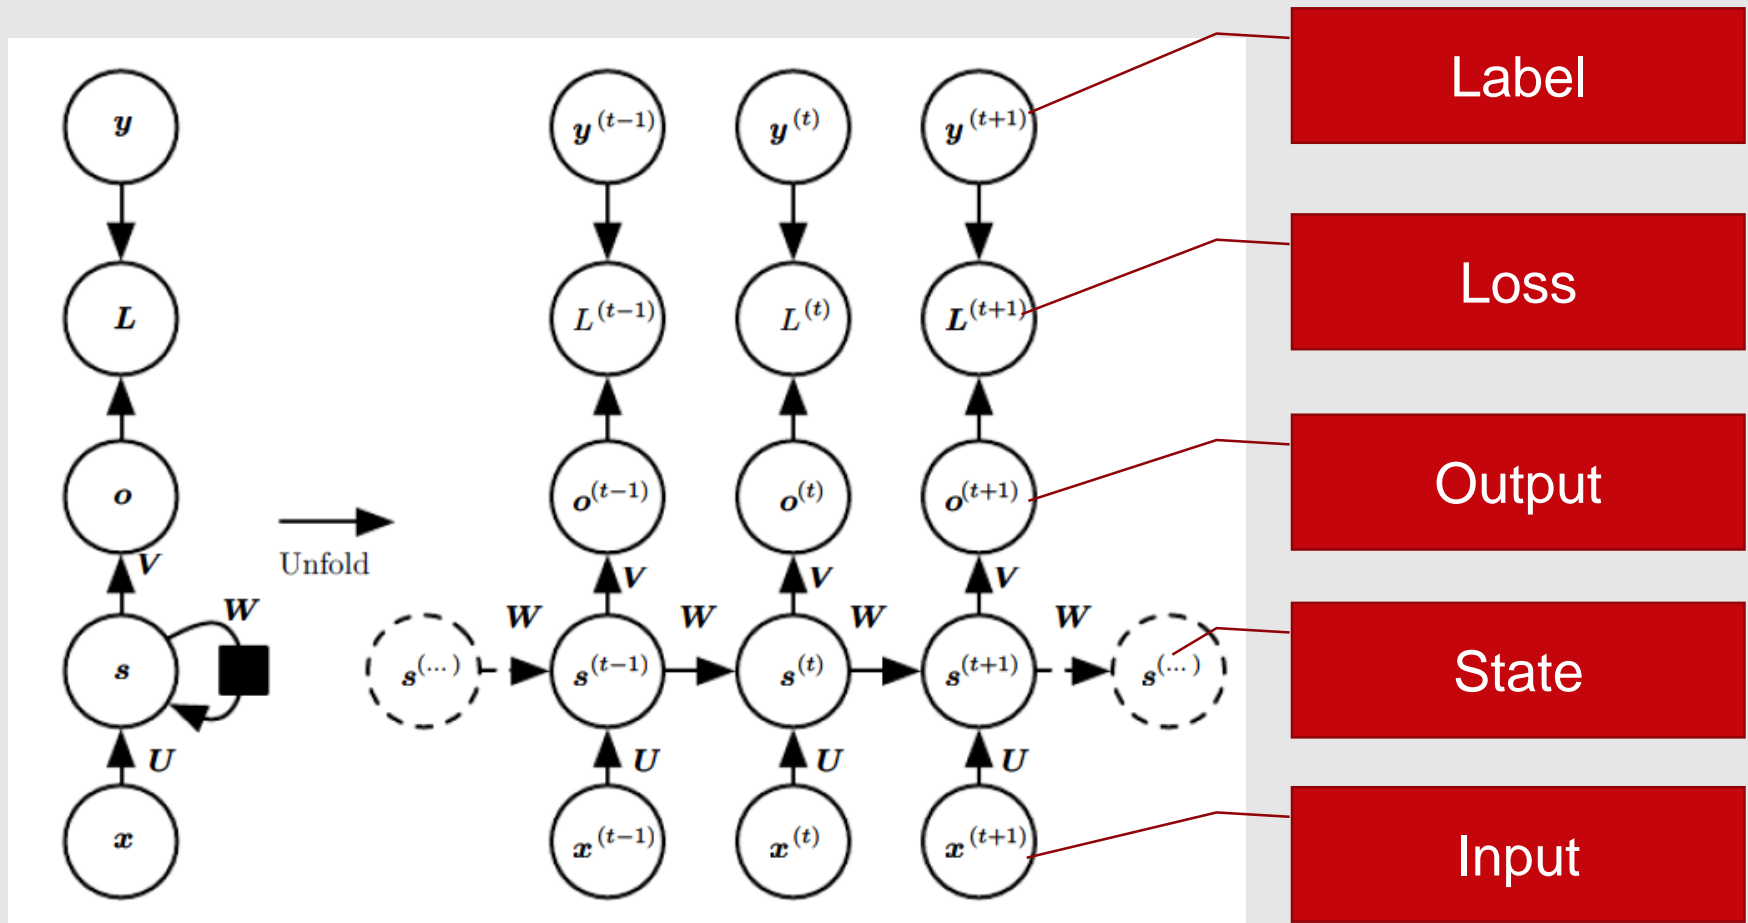 y
y^(t−1)
y^(t)
y^(t+1)
Label
L
L^(t−1)
L^(t)
L^(t+1)
Loss
o
o^(t−1)
o^(t)
o^(t+1)
Output
Unfold
V
V
V
V
W
W
W
W
W
s
s^(...)
s^(t−1)
s^(t)
s^(t+1)
s^(...)
State
U
U
U
U
x
x^(t−1)
x^(t)
x^(t+1)
Input